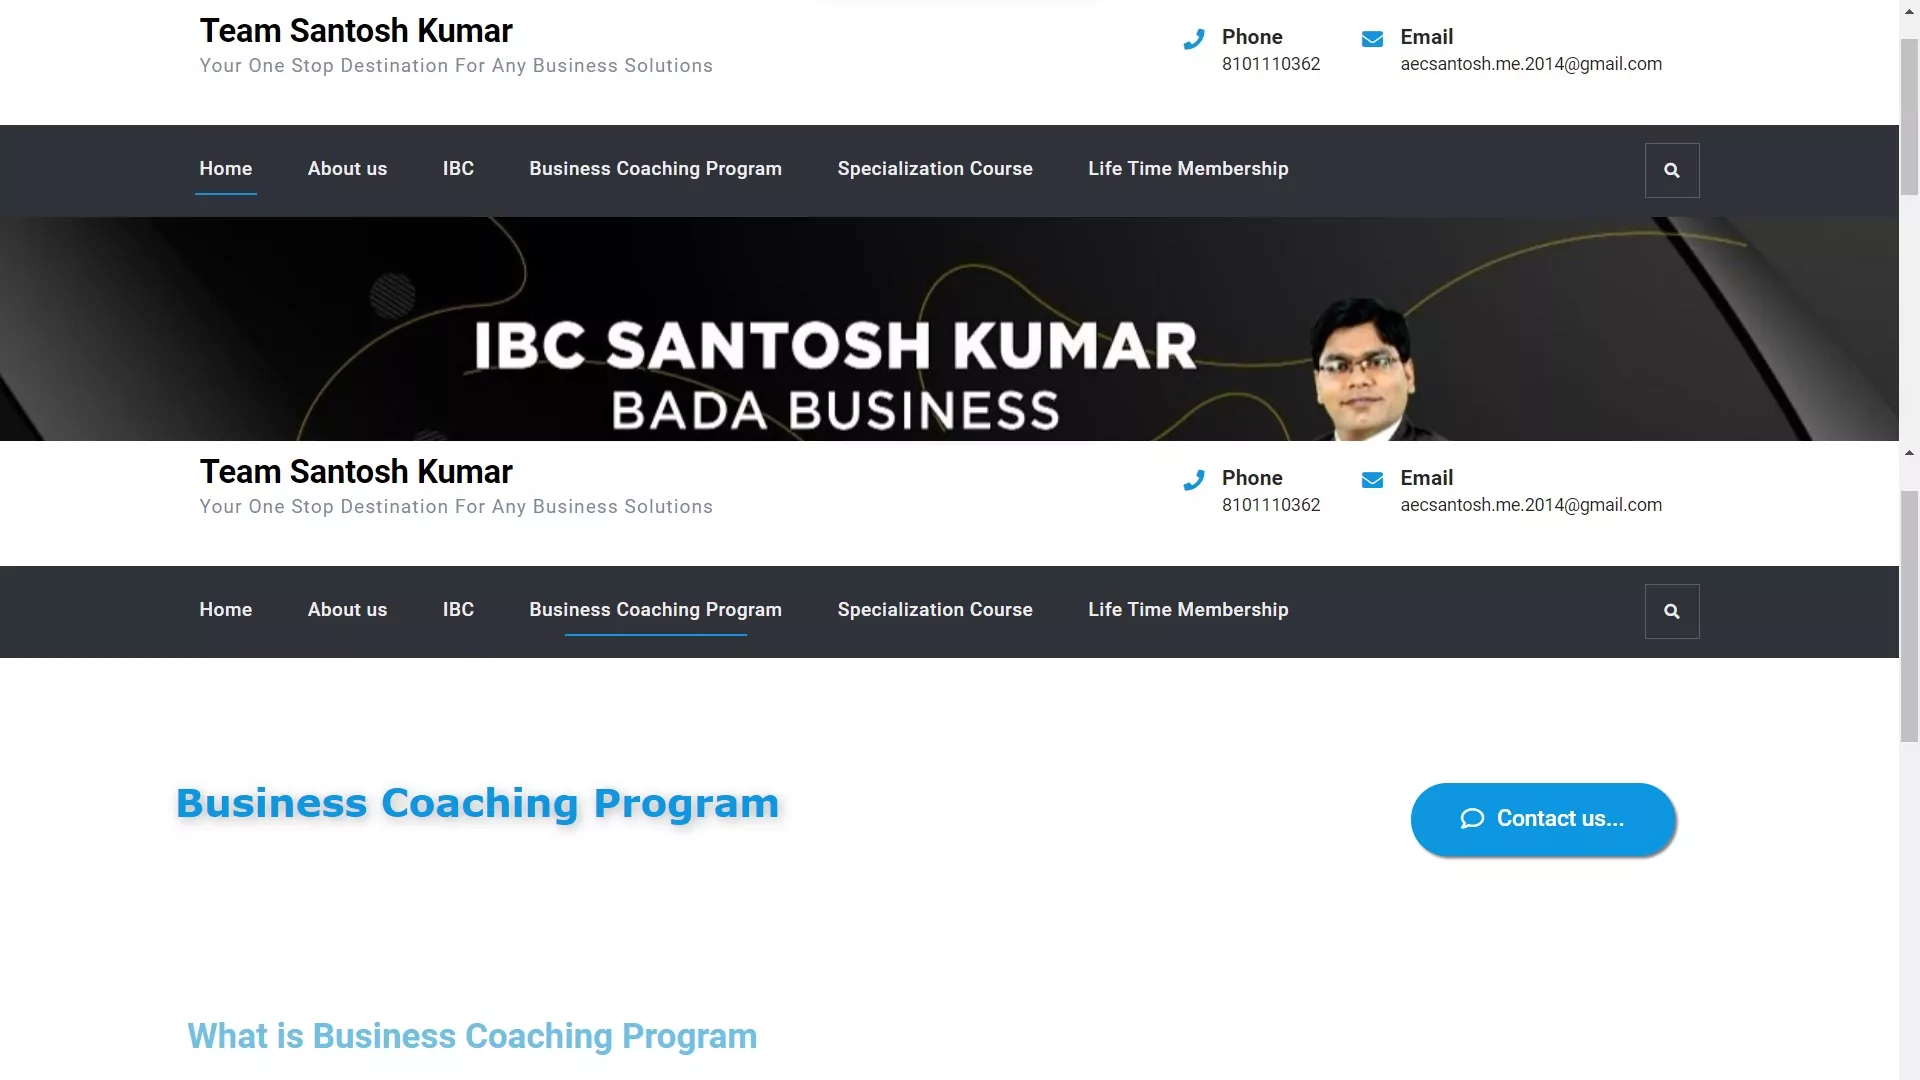 Team Santosh Kumar
Your One Stop Destination For Any Business Solutions
Phone
8101110362
Email
aecsantosh.me.2014@gmail.com
Home About us IBC Business Coaching Program Specialization Course Life Time Membership
IBC SANTOSH KUMAR
BADA BUSINESS
Team Santosh Kumar
Your One Stop Destination For Any Business Solutions
Phone
8101110362
Email
aecsantosh.me.2014@gmail.com
Home About us IBC Business Coaching Program Specialization Course Life Time Membership
Business Coaching Program
Contact us...
What is Business Coaching Program